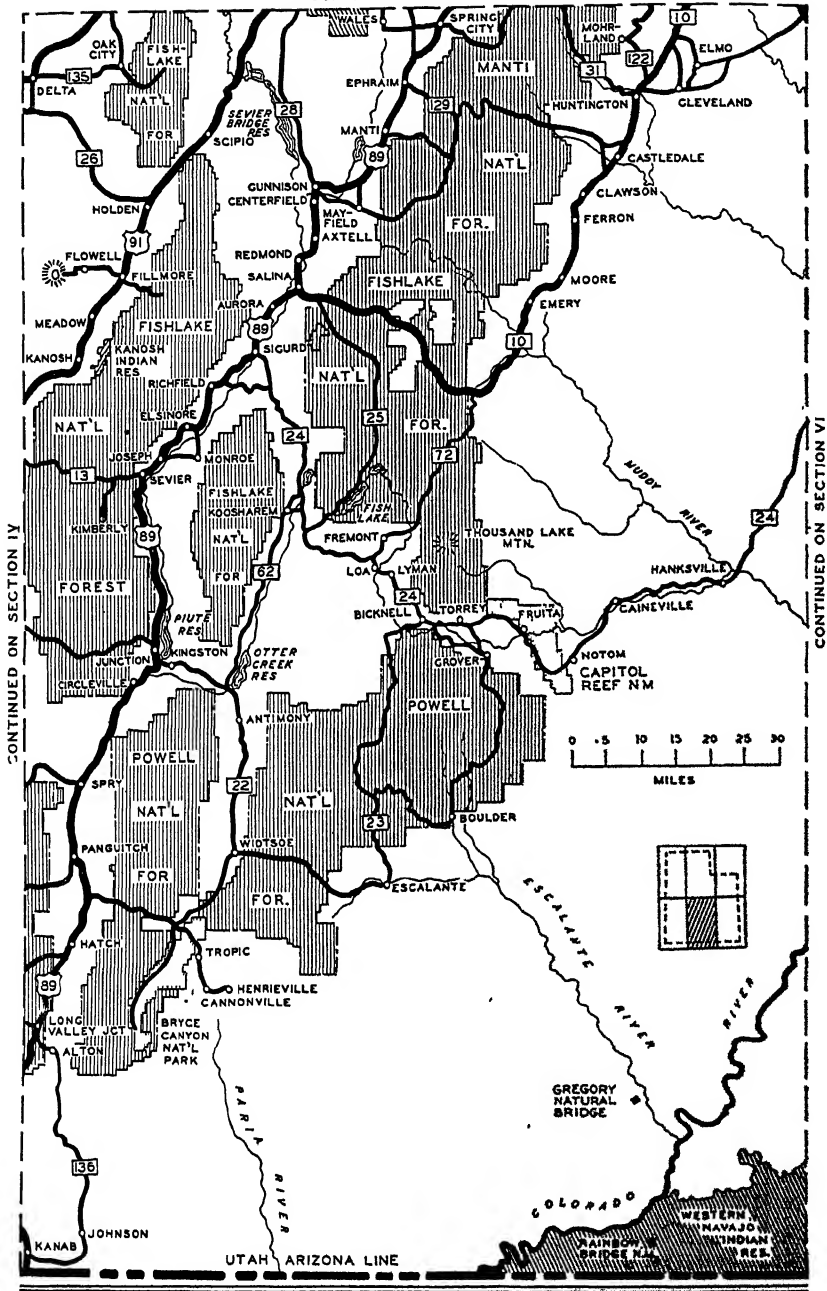 WALES
SPRING
CITY
10
MOHR-
LAND
OAK
CITY
FISH-
LAKE
NAT'L
FOR
135
DELTA
EPHRAIM
MANTI
31
122
ELMO
HUNTINGTON
CLEVELAND
SEVIER
BRIDGE
RES
28
29
MANTI
89
SCIPIO
26
NAT'L
CASTLEDALE
GUNNISON
CENTERFIELD
CLAWSON
HOLDEN
MAY-
FIELD
AXTELL
FOR.
FERRON
91
FLOWELL
FILLMORE
REDMOND
SALINA
FISHLAKE
MOORE
AURORA
EMERY
MEADOW
FISHLAKE
89
10
KANOSH
KANOSH
INDIAN
RES
SIGURD
RICHFIELD
NAT'L
ELSINORE
25
NAT'L
24
FOR.
JOSEPH
MONROE
72
13
SEVIER
MUDDY
RIVER
FISHLAKE
KOOSHAREM
FISH
LAKE
24
KIMBERLY
89
NAT'L
FREMONT
THOUSAND LAKE
MTN.
FOR
62
LOA
LYMAN
HANKSVILLE
FOREST
24
CAINEVILLE
BICKNELL
TORREY
FRUITA
PIUTE
RES
KINGSTON
JUNCTION
OTTER
CREEK
RES
GROVER
NOTOM
CAPITOL
REEF N M
CIRCLEVILLE
POWELL
ANTIMONY
POWELL
0 5 10 15 20 25 30
MILES
SPRY
22
NAT'L
NAT'L
23
BOULDER
PANGUITCH
WIDTSOE
FOR
ESCALANTE
FOR.
ESCALANTE
RIVER
HATCH
TROPIC
89
HENRIEVILLE
CANNONVILLE
RIVER
LONG
VALLEY JCT.
BRYCE
CANYON
NAT'L
PARK
ALTON
GREGORY
NATURAL
BRIDGE
PARIA
RIVER
136
COLORADO
JOHNSON
WESTERN
NAVAJO
INDIAN
RES.
KANAB
RAINBOW
BRIDGE N.M.
UTAH ARIZONA LINE
CONTINUED ON SECTION IV
CONTINUED ON SECTION VI